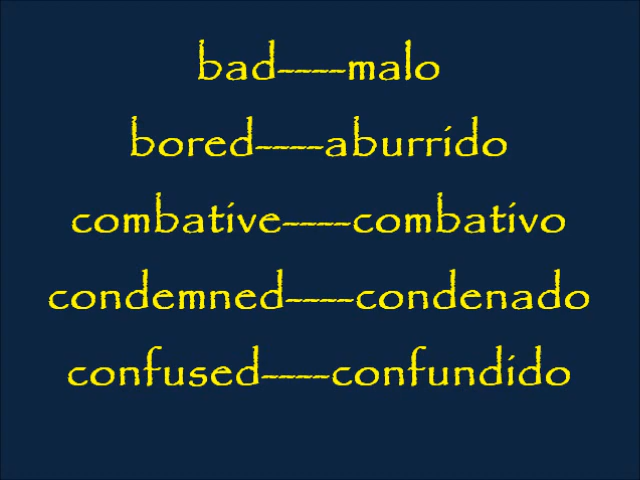 bad----malo
bored----aburrido
combative----combativo
condemned----condenado
confused----confundido